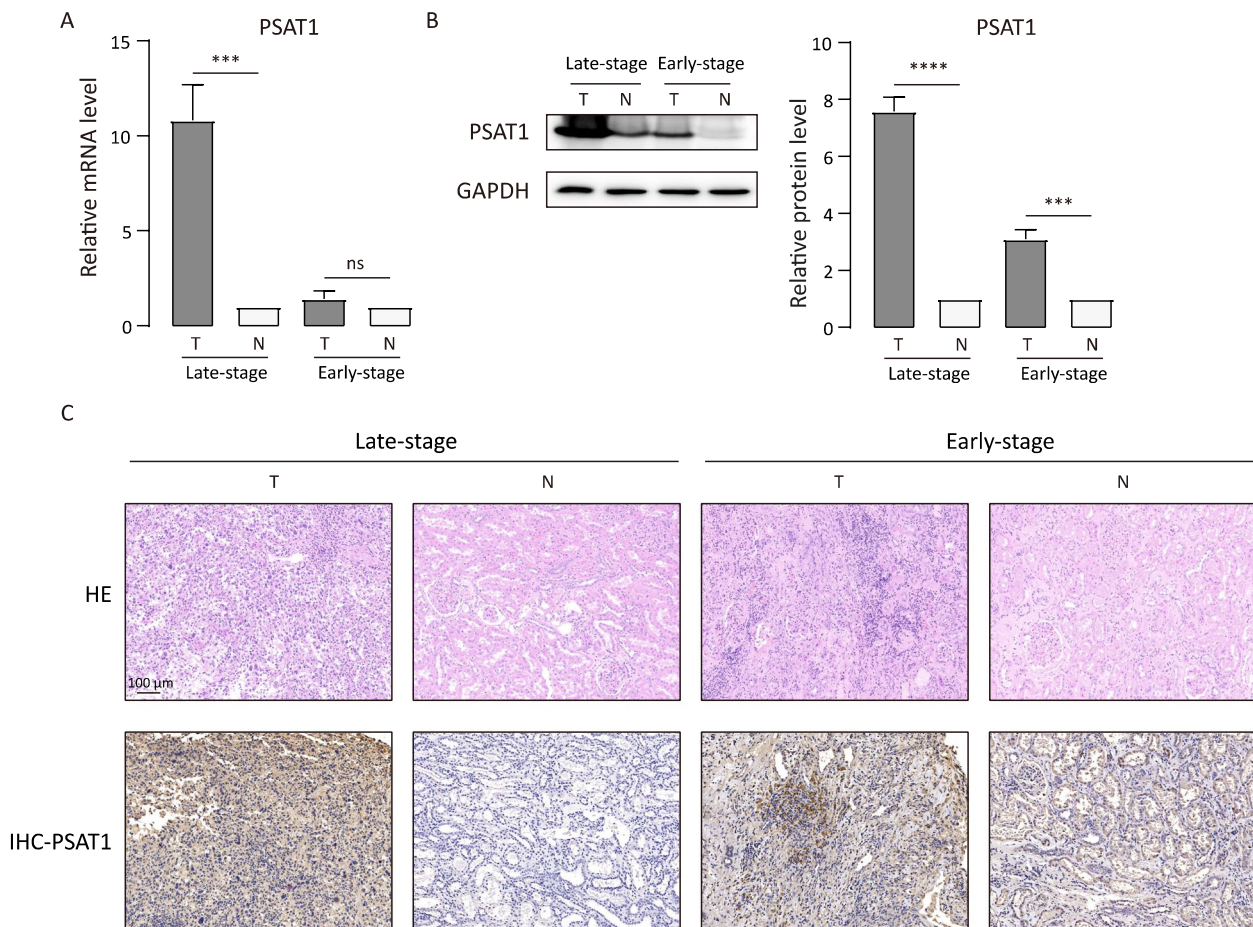 A
PSAT1
Relative mRNA level
15
10
5
0
***
ns
T N T N
Late-stage Early-stage
B
Late-stage Early-stage
T N T N
PSAT1
GAPDH
PSAT1
Relative protein level
10
8
6
4
2
0
****
***
T N T N
Late-stage Early-stage
C
Late-stage Early-stage
T N T N
HE
100 µm
IHC-PSAT1